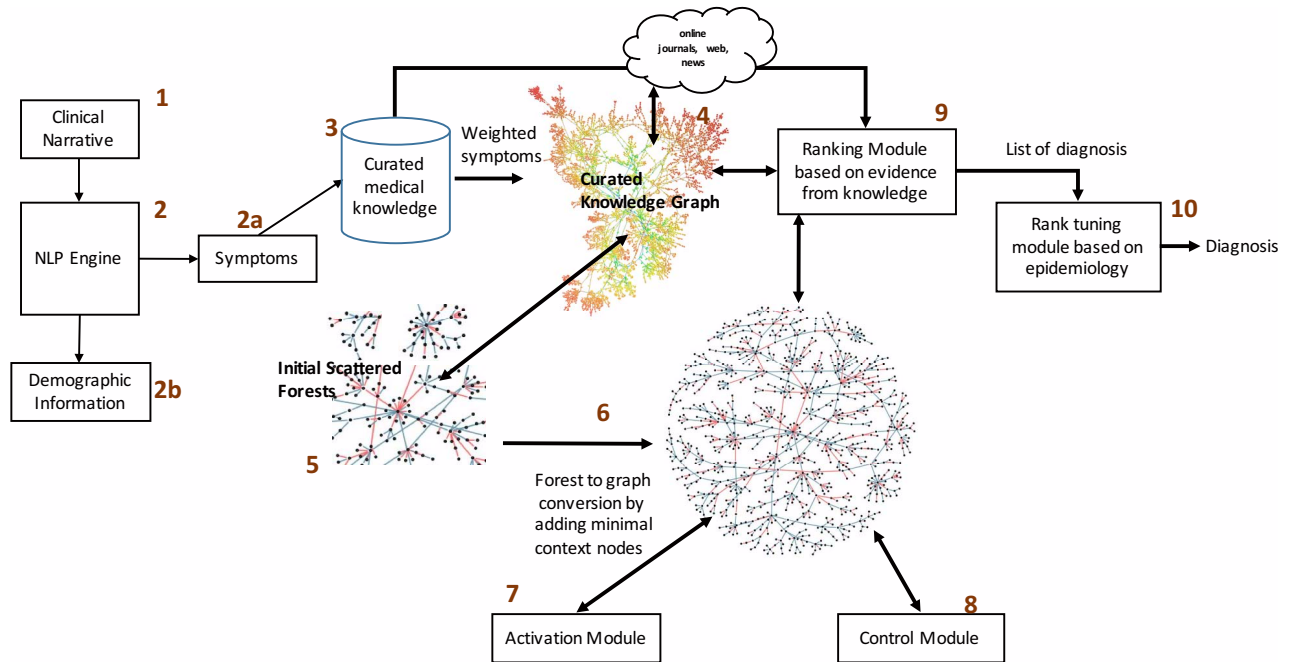 online
journals, web,
news
1
Clinical
Narrative
2
NLP Engine
2a
Symptoms
2b
Demographic
Information
3
Curated
medical
knowledge
Weighted
symptoms
4
Curated
Knowledge Graph
9
Ranking Module
based on evidence
from knowledge
List of diagnosis
10
Rank tuning
module based on
epidemiology
Diagnosis
Initial Scattered
Forests
5
6
Forest to graph
conversion by
adding minimal
context nodes
7
Activation Module
8
Control Module